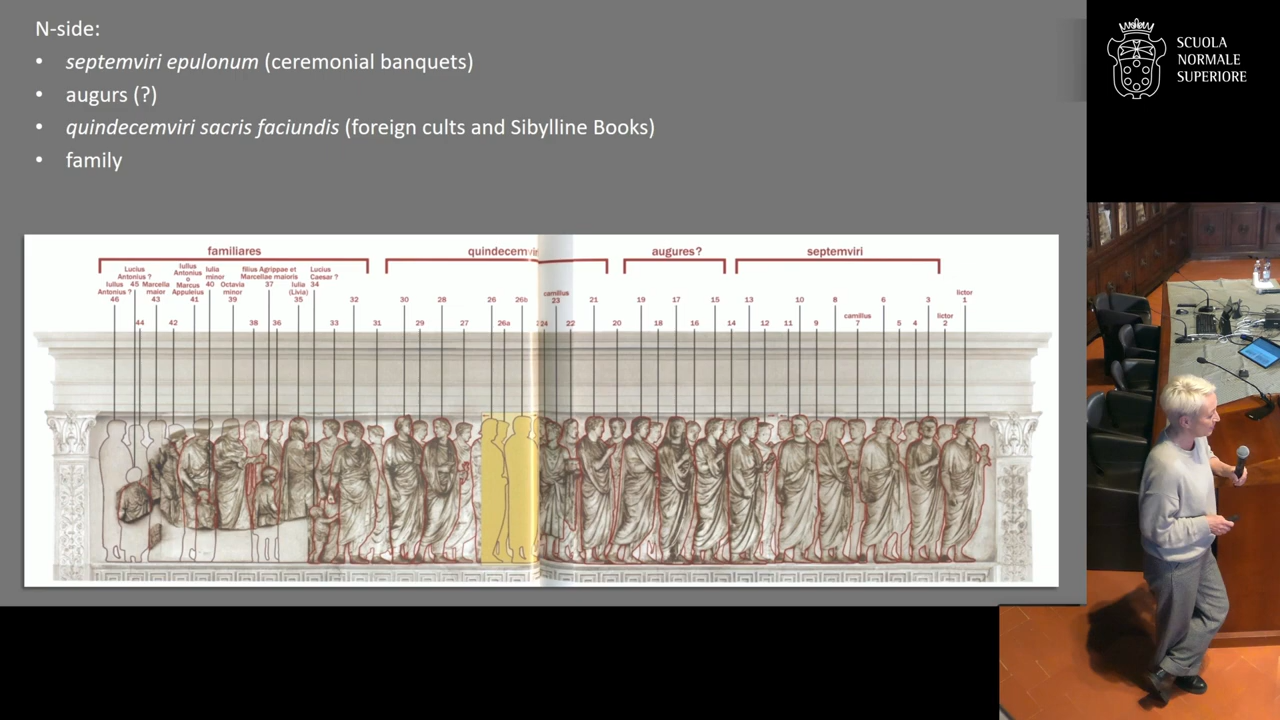 N-side:
• septemviri epulonum (ceremonial banquets)
• augurs (?)
• quindecemviri sacris faciundis (foreign cults and Sibylline Books)
• family
SCUOLA
NORMALE
SUPERIORE
familiares
quindecemvir
augures?
septemviri
Iullus
Antonius ?
46
Lucius
Antonius ?
45
44
Marcella
maior
43
42
Iullus
Antonius
o
Marcus
Appuleius
41
Iulia
minor
40
Octavia
minor
39
38
filius Agrippae et
Marcellae maioris
37
36
Iulia
(Livia)
35
Lucius
Caesar ?
34
33
32
31
30
29
28
27
26
26a
26b
24
camillus
23
22
21
20
19
18
17
16
15
14
13
12
11
10
9
8
camillus
7
6
5
4
3
lictor
2
lictor
1